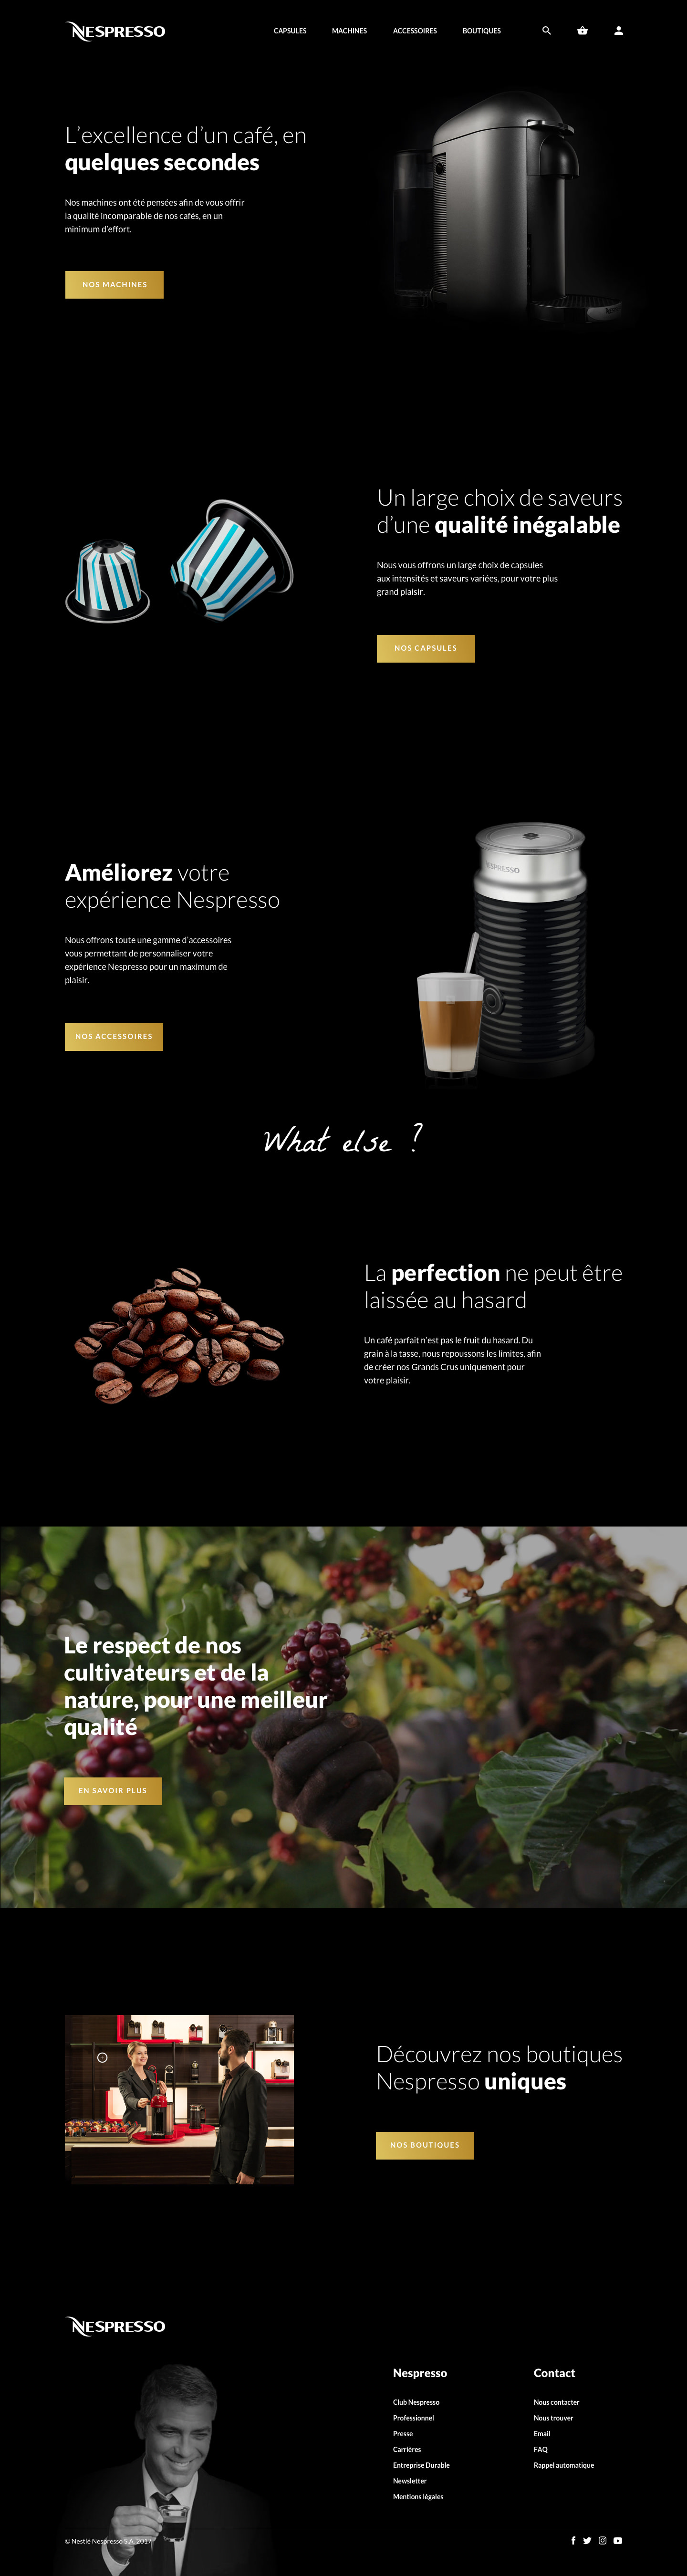 NESPRESSO
CAPSULES MACHINES ACCESSOIRES BOUTIQUES
L’excellence d’un café, en
quelques secondes
Nos machines ont été pensées afin de vous offrir
la qualité incomparable de nos cafés, en un
minimum d’effort.
NOS MACHINES
Un large choix de saveurs
d’une qualité inégalable
Nous vous offrons un large choix de capsules
aux intensités et saveurs variées, pour votre plus
grand plaisir.
NOS CAPSULES
Améliorez votre
expérience Nespresso
Nous offrons toute une gamme d’accessoires
vous permettant de personnaliser votre
expérience Nespresso pour un maximum de
plaisir.
NOS ACCESSOIRES
NESPRESSO
What else ?
La perfection ne peut être
laissée au hasard
Un café parfait n’est pas le fruit du hasard. Du
grain à la tasse, nous repoussons les limites, afin
de créer nos Grands Crus uniquement pour
votre plaisir.
Le respect de nos
cultivateurs et de la
nature, pour une meilleur
qualité
EN SAVOIR PLUS
Découvrez nos boutiques
Nespresso uniques
NOS BOUTIQUES
NESPRESSO
Nespresso
Club Nespresso
Professionnel
Presse
Carrières
Entreprise Durable
Newsletter
Mentions légales
Contact
Nous contacter
Nous trouver
Email
FAQ
Rappel automatique
© Nestlé Nespresso S.A. 2017